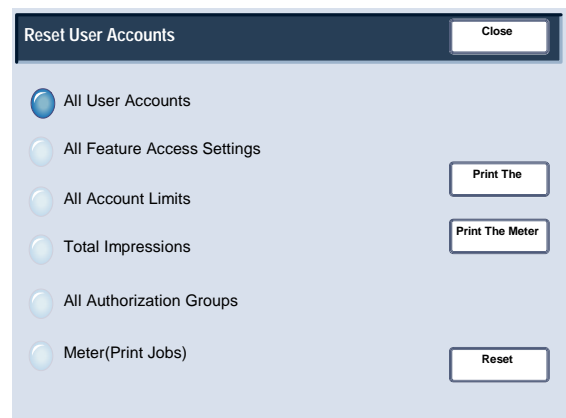 Reset User Accounts
Close
All User Accounts
All Feature Access Settings
Print The
All Account Limits
Print The Meter
Total Impressions
All Authorization Groups
Meter(Print Jobs)
Reset